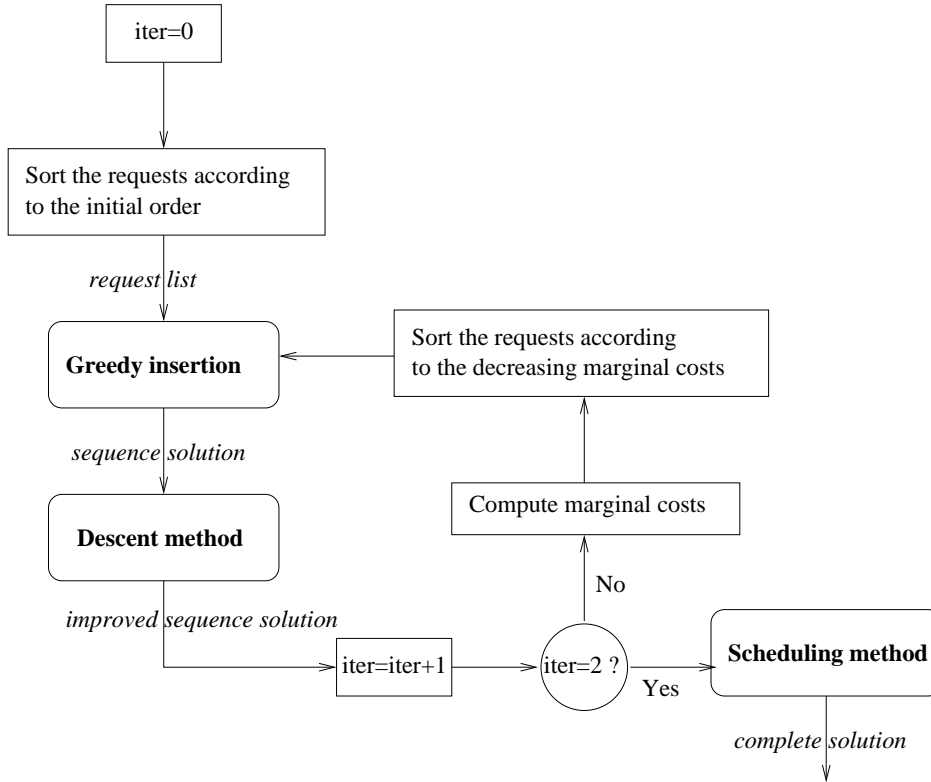 iter=0
Sort the requests according
to the initial order
request list
Greedy insertion
Sort the requests according
to the decreasing marginal costs
sequence solution
Compute marginal costs
Descent method
No
improved sequence solution
iter=iter+1
iter=2 ?
Yes
Scheduling method
complete solution